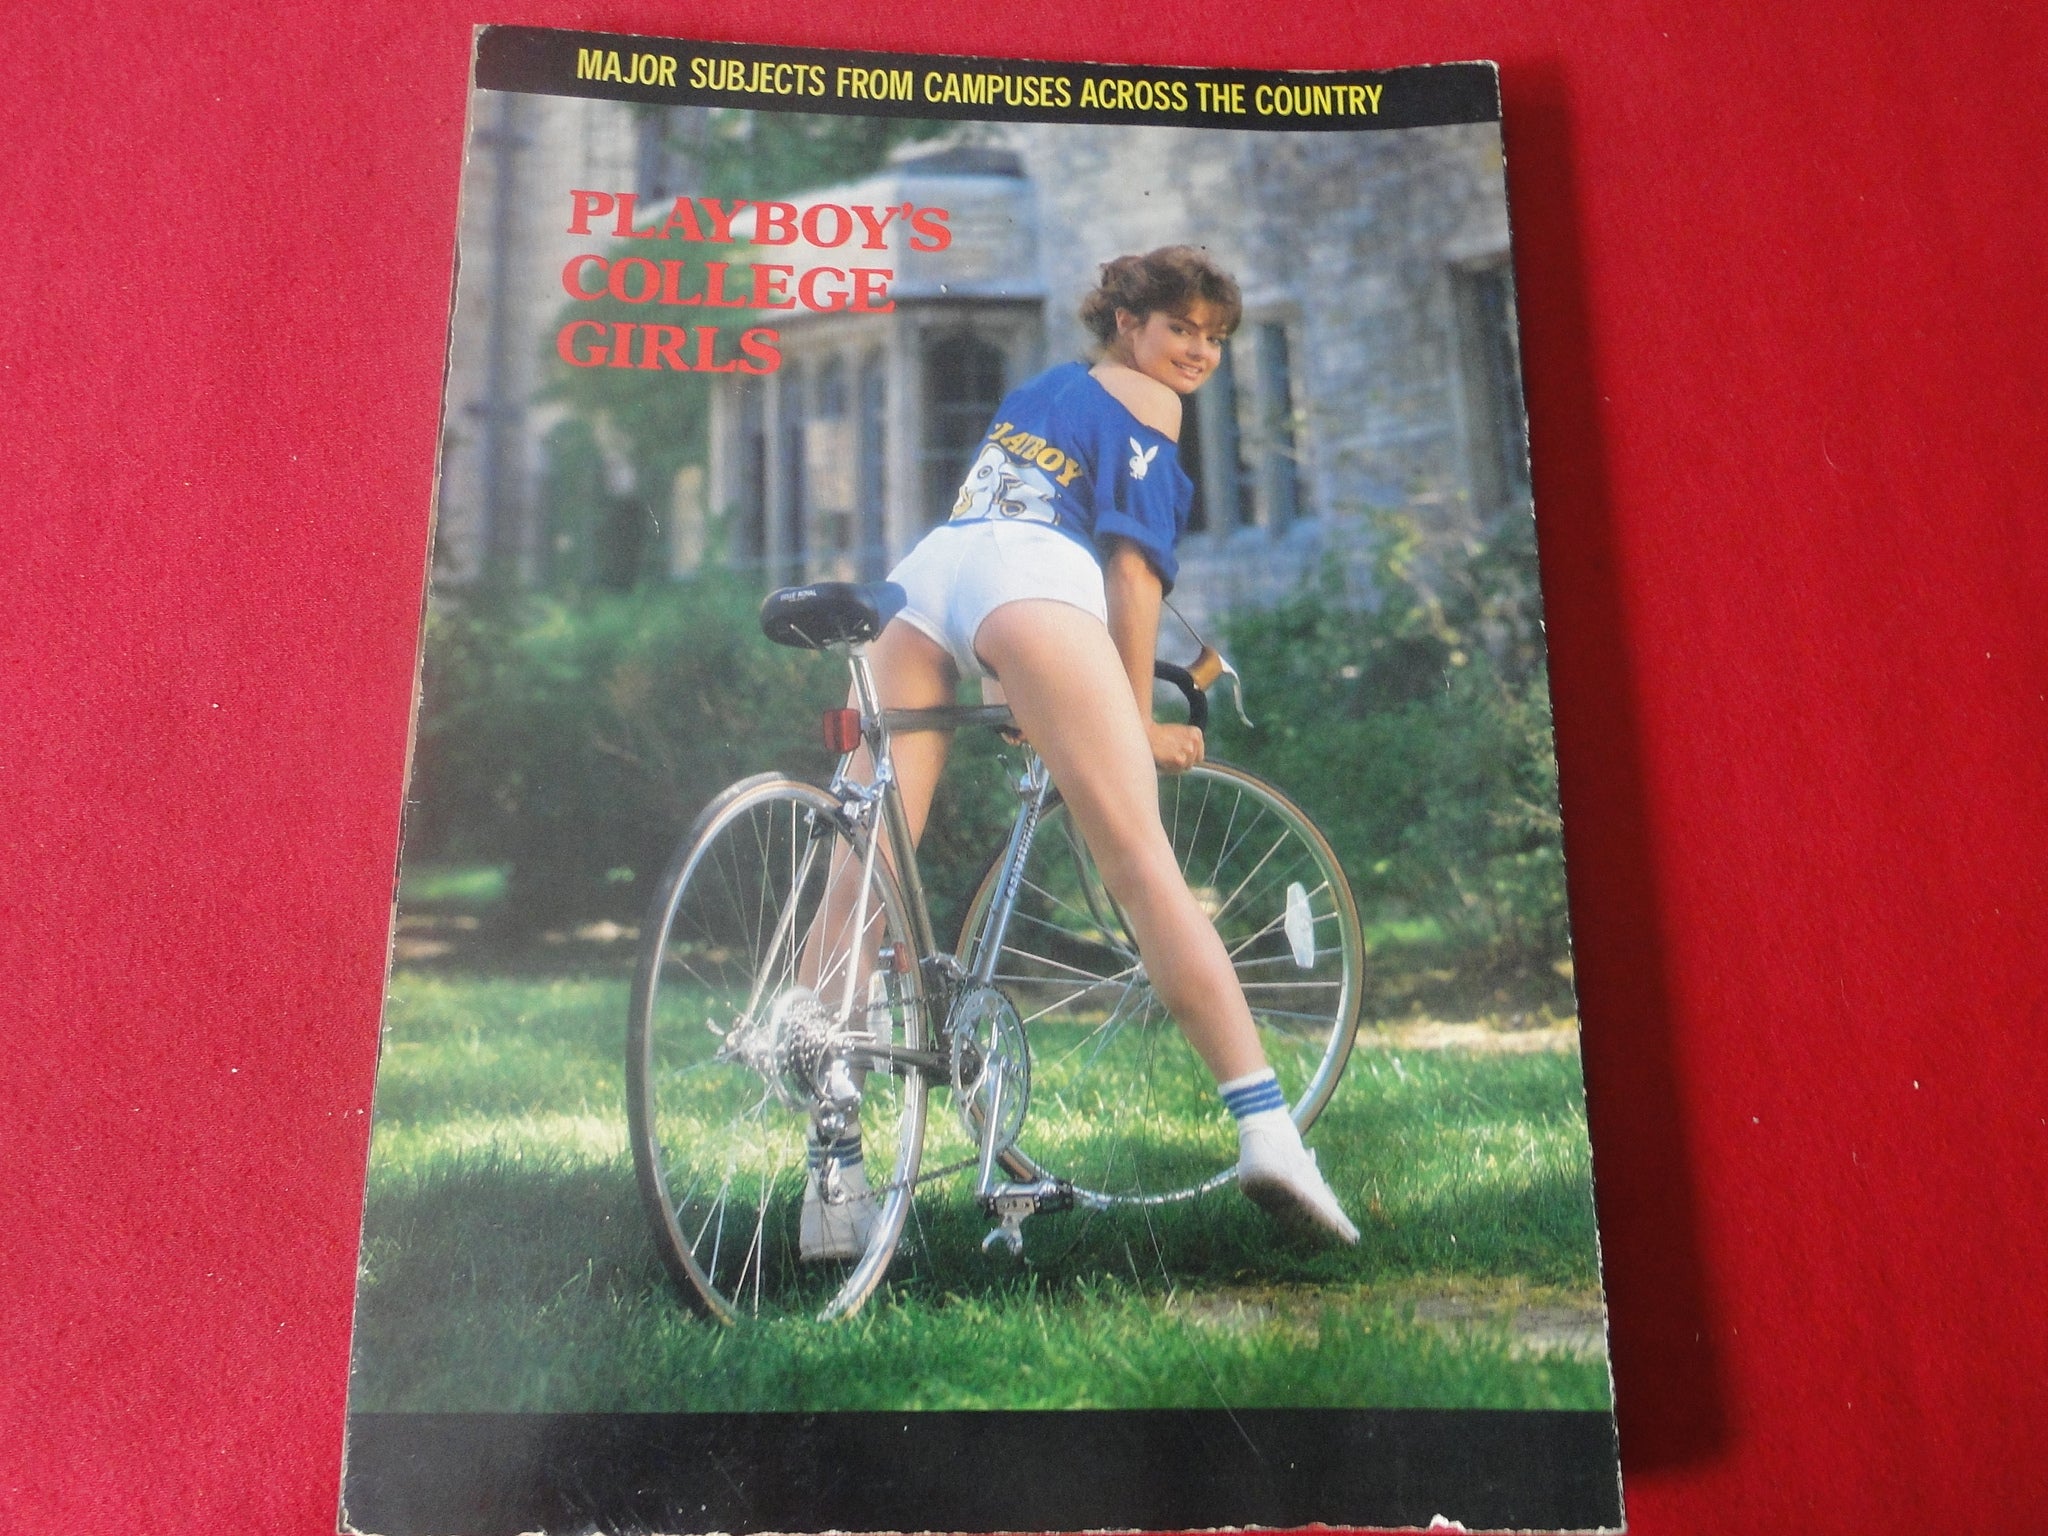 MAJOR SUBJECTS FROM CAMPUSES ACROSS THE COUNTRY
PLAYBOY'S
COLLEGE
GIRLS
PLAYBOY